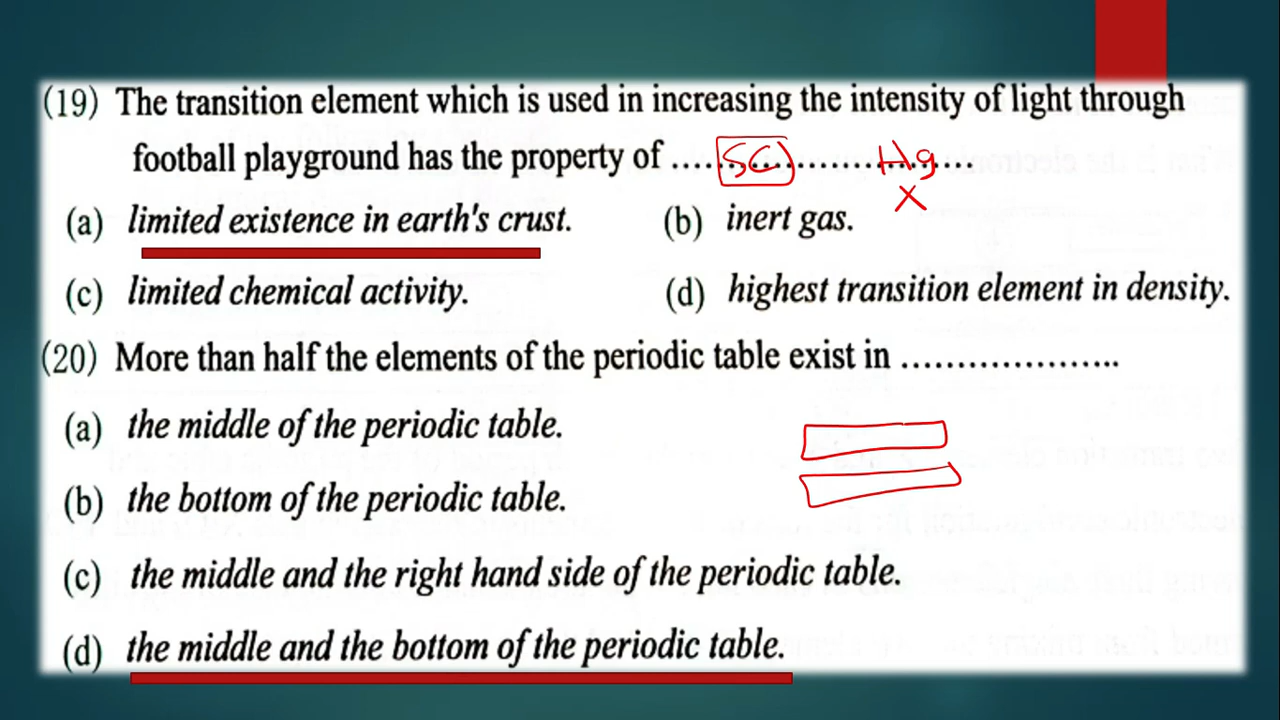 (19) The transition element which is used in increasing the intensity of light through
football playground has the property of ........................
Sc Hg
X
(a) limited existence in earth's crust. (b) inert gas.
(c) limited chemical activity. (d) highest transition element in density.
(20) More than half the elements of the periodic table exist in ....................
(a) the middle of the periodic table.
(b) the bottom of the periodic table.
(c) the middle and the right hand side of the periodic table.
(d) the middle and the bottom of the periodic table.